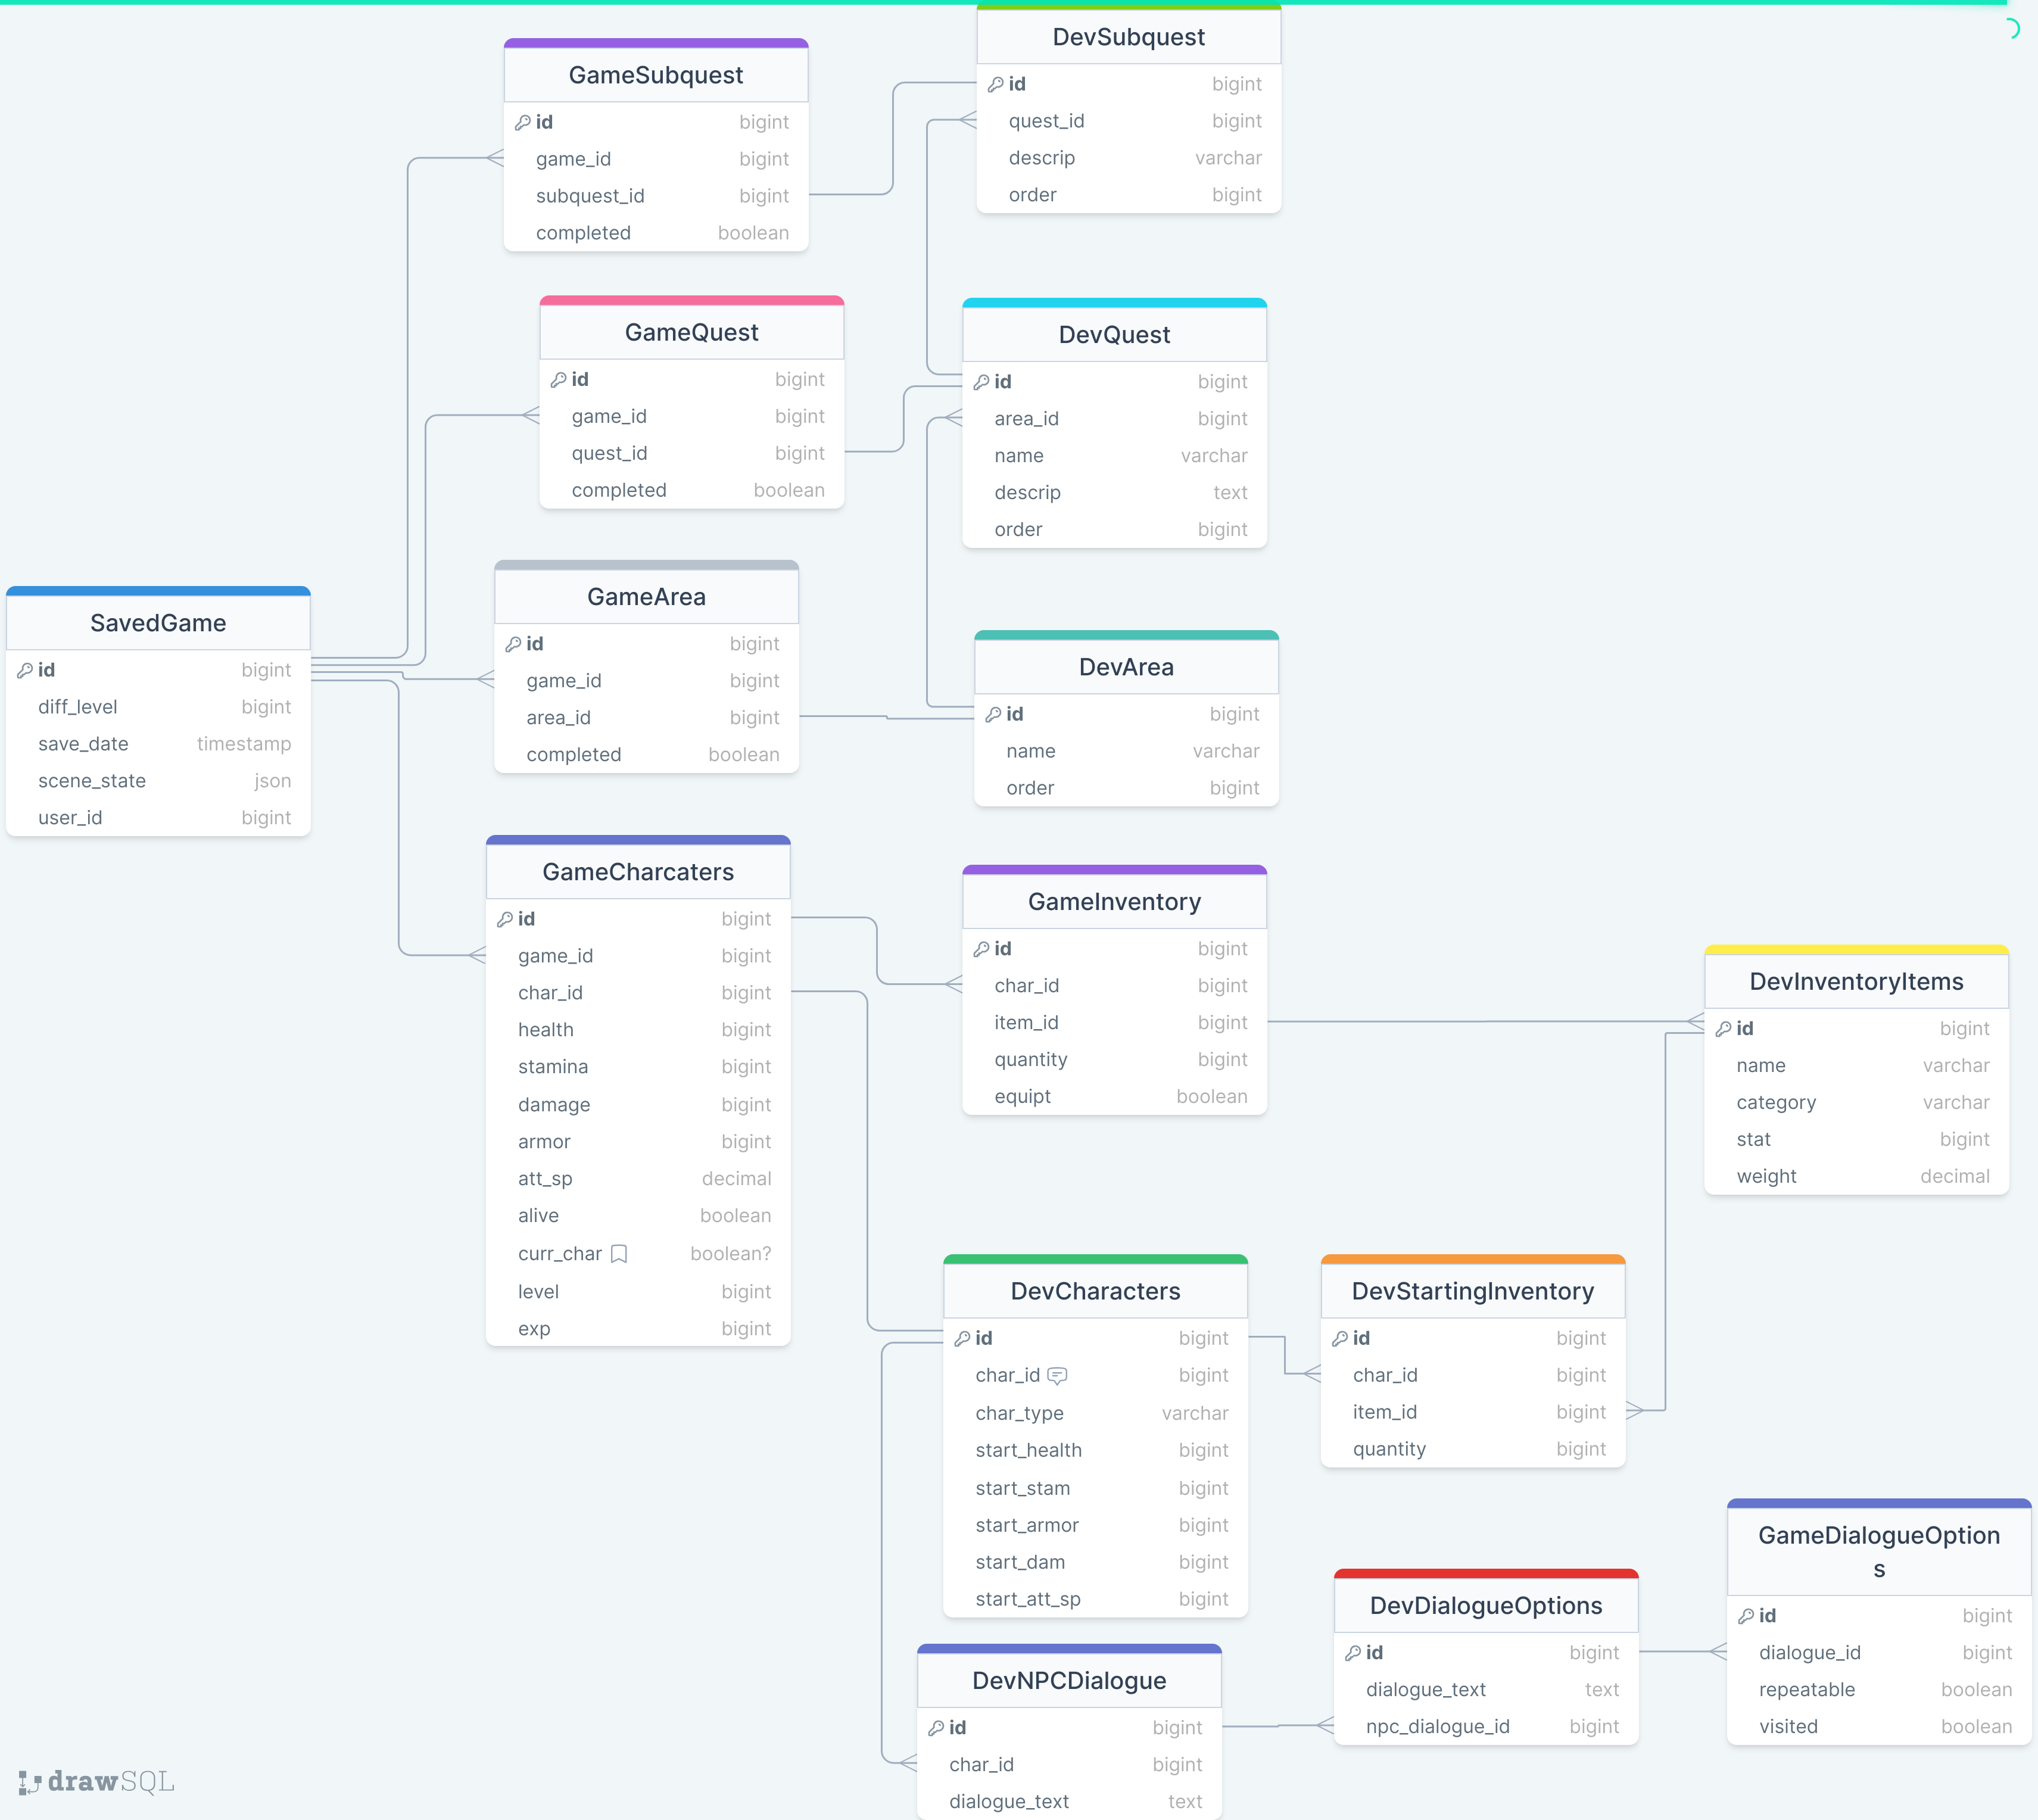 DevSubquest
id bigint
quest_id bigint
descrip varchar
order bigint
GameSubquest
id bigint
game_id bigint
subquest_id bigint
completed boolean
GameQuest
id bigint
game_id bigint
quest_id bigint
completed boolean
DevQuest
id bigint
area_id bigint
name varchar
descrip text
order bigint
GameArea
id bigint
game_id bigint
area_id bigint
completed boolean
SavedGame
id bigint
diff_level bigint
save_date timestamp
scene_state json
user_id bigint
DevArea
id bigint
name varchar
order bigint
GameCharcaters
id bigint
game_id bigint
char_id bigint
health bigint
stamina bigint
damage bigint
armor bigint
att_sp decimal
alive boolean
curr_char boolean?
level bigint
exp bigint
GameInventory
id bigint
char_id bigint
item_id bigint
quantity bigint
equipt boolean
DevInventoryItems
id bigint
name varchar
category varchar
stat bigint
weight decimal
DevCharacters
id bigint
char_id bigint
char_type varchar
start_health bigint
start_stam bigint
start_armor bigint
start_dam bigint
start_att_sp bigint
DevStartingInventory
id bigint
char_id bigint
item_id bigint
quantity bigint
GameDialogueOption
s
id bigint
dialogue_id bigint
repeatable boolean
visited boolean
DevDialogueOptions
id bigint
dialogue_text text
npc_dialogue_id bigint
DevNPCDialogue
id bigint
char_id bigint
dialogue_text text
drawSQL